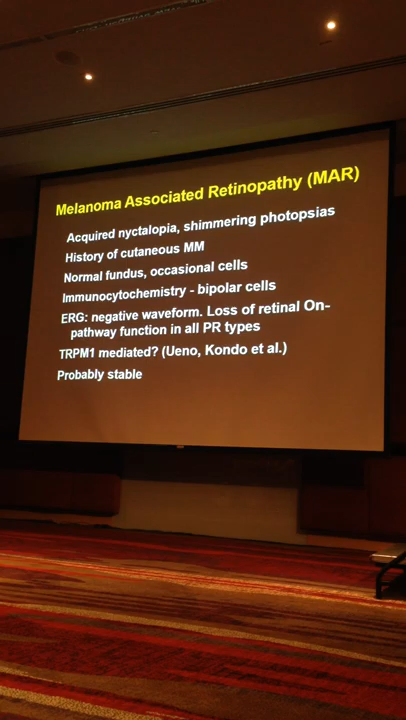 Melanoma Associated Retinopathy (MAR)
Acquired nyctalopia, shimmering photopsias
History of cutaneous MM
Normal fundus, occasional cells
Immunocytochemistry - bipolar cells
ERG: negative waveform. Loss of retinal On-
pathway function in all PR types
TRPM1 mediated? (Ueno, Kondo et al.)
Probably stable